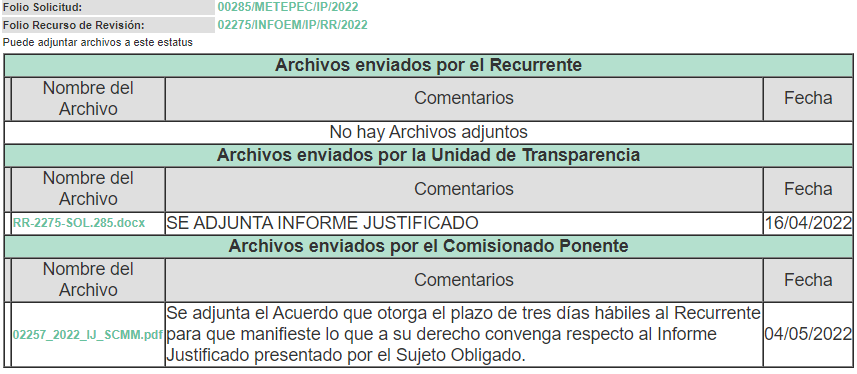 Folio Solicitud: 00285/METEPEC/IP/2022
Folio Recurso de Revisión: 02275/INFOEM/IP/RR/2022
Puede adjuntar archivos a este estatus
Archivos enviados por el Recurrente
Nombre del
Archivo
Comentarios
Fecha
No hay Archivos adjuntos
Archivos enviados por la Unidad de Transparencia
Nombre del
Archivo
Comentarios
Fecha
RR-2275-SOL.285.docx SE ADJUNTA INFORME JUSTIFICADO 16/04/2022
Archivos enviados por el Comisionado Ponente
Nombre del
Archivo
Comentarios
Fecha
02257_2022_IJ_SCMM.pdf
Se adjunta el Acuerdo que otorga el plazo de tres días hábiles al Recurrente
para que manifieste lo que a su derecho convenga respecto al Informe
Justificado presentado por el Sujeto Obligado.
04/05/2022